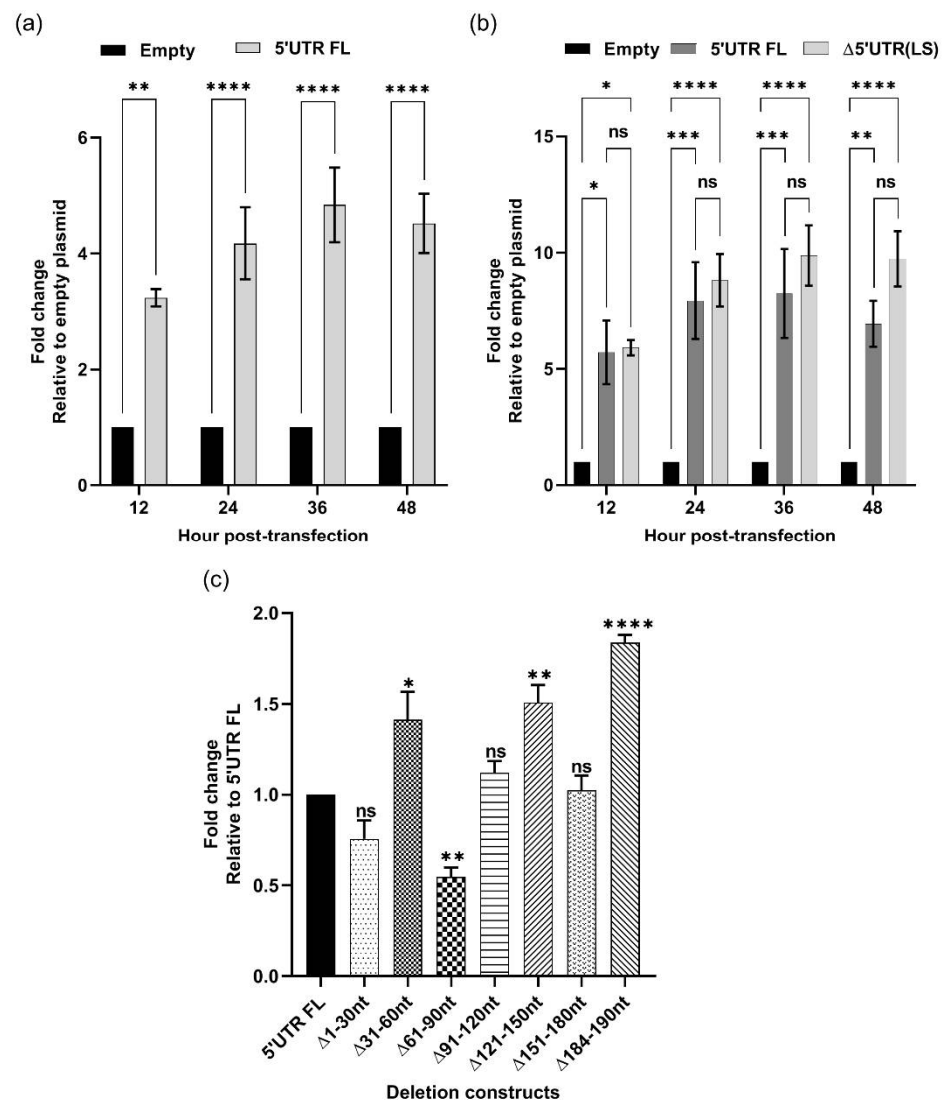 (a)
Empty 5'UTR FL
** **** **** ****
6
4
2
0
Fold change
Relative to empty plasmid
12 24 36 48
Hour post-transfection
(b)
Empty 5'UTR FL Δ5'UTR(LS)
* **** **** ****
ns *** *** **
* ns ns ns
15
10
5
0
Fold change
Relative to empty plasmid
12 24 36 48
Hour post-transfection
(c)
2.0
1.5
1.0
0.5
0.0
Fold change
Relative to 5'UTR FL
ns * ** ns ** ns ****
5'UTR FL
Δ1-30nt
Δ31-60nt
Δ61-90nt
Δ91-120nt
Δ121-150nt
Δ151-180nt
Δ184-190nt
Deletion constructs